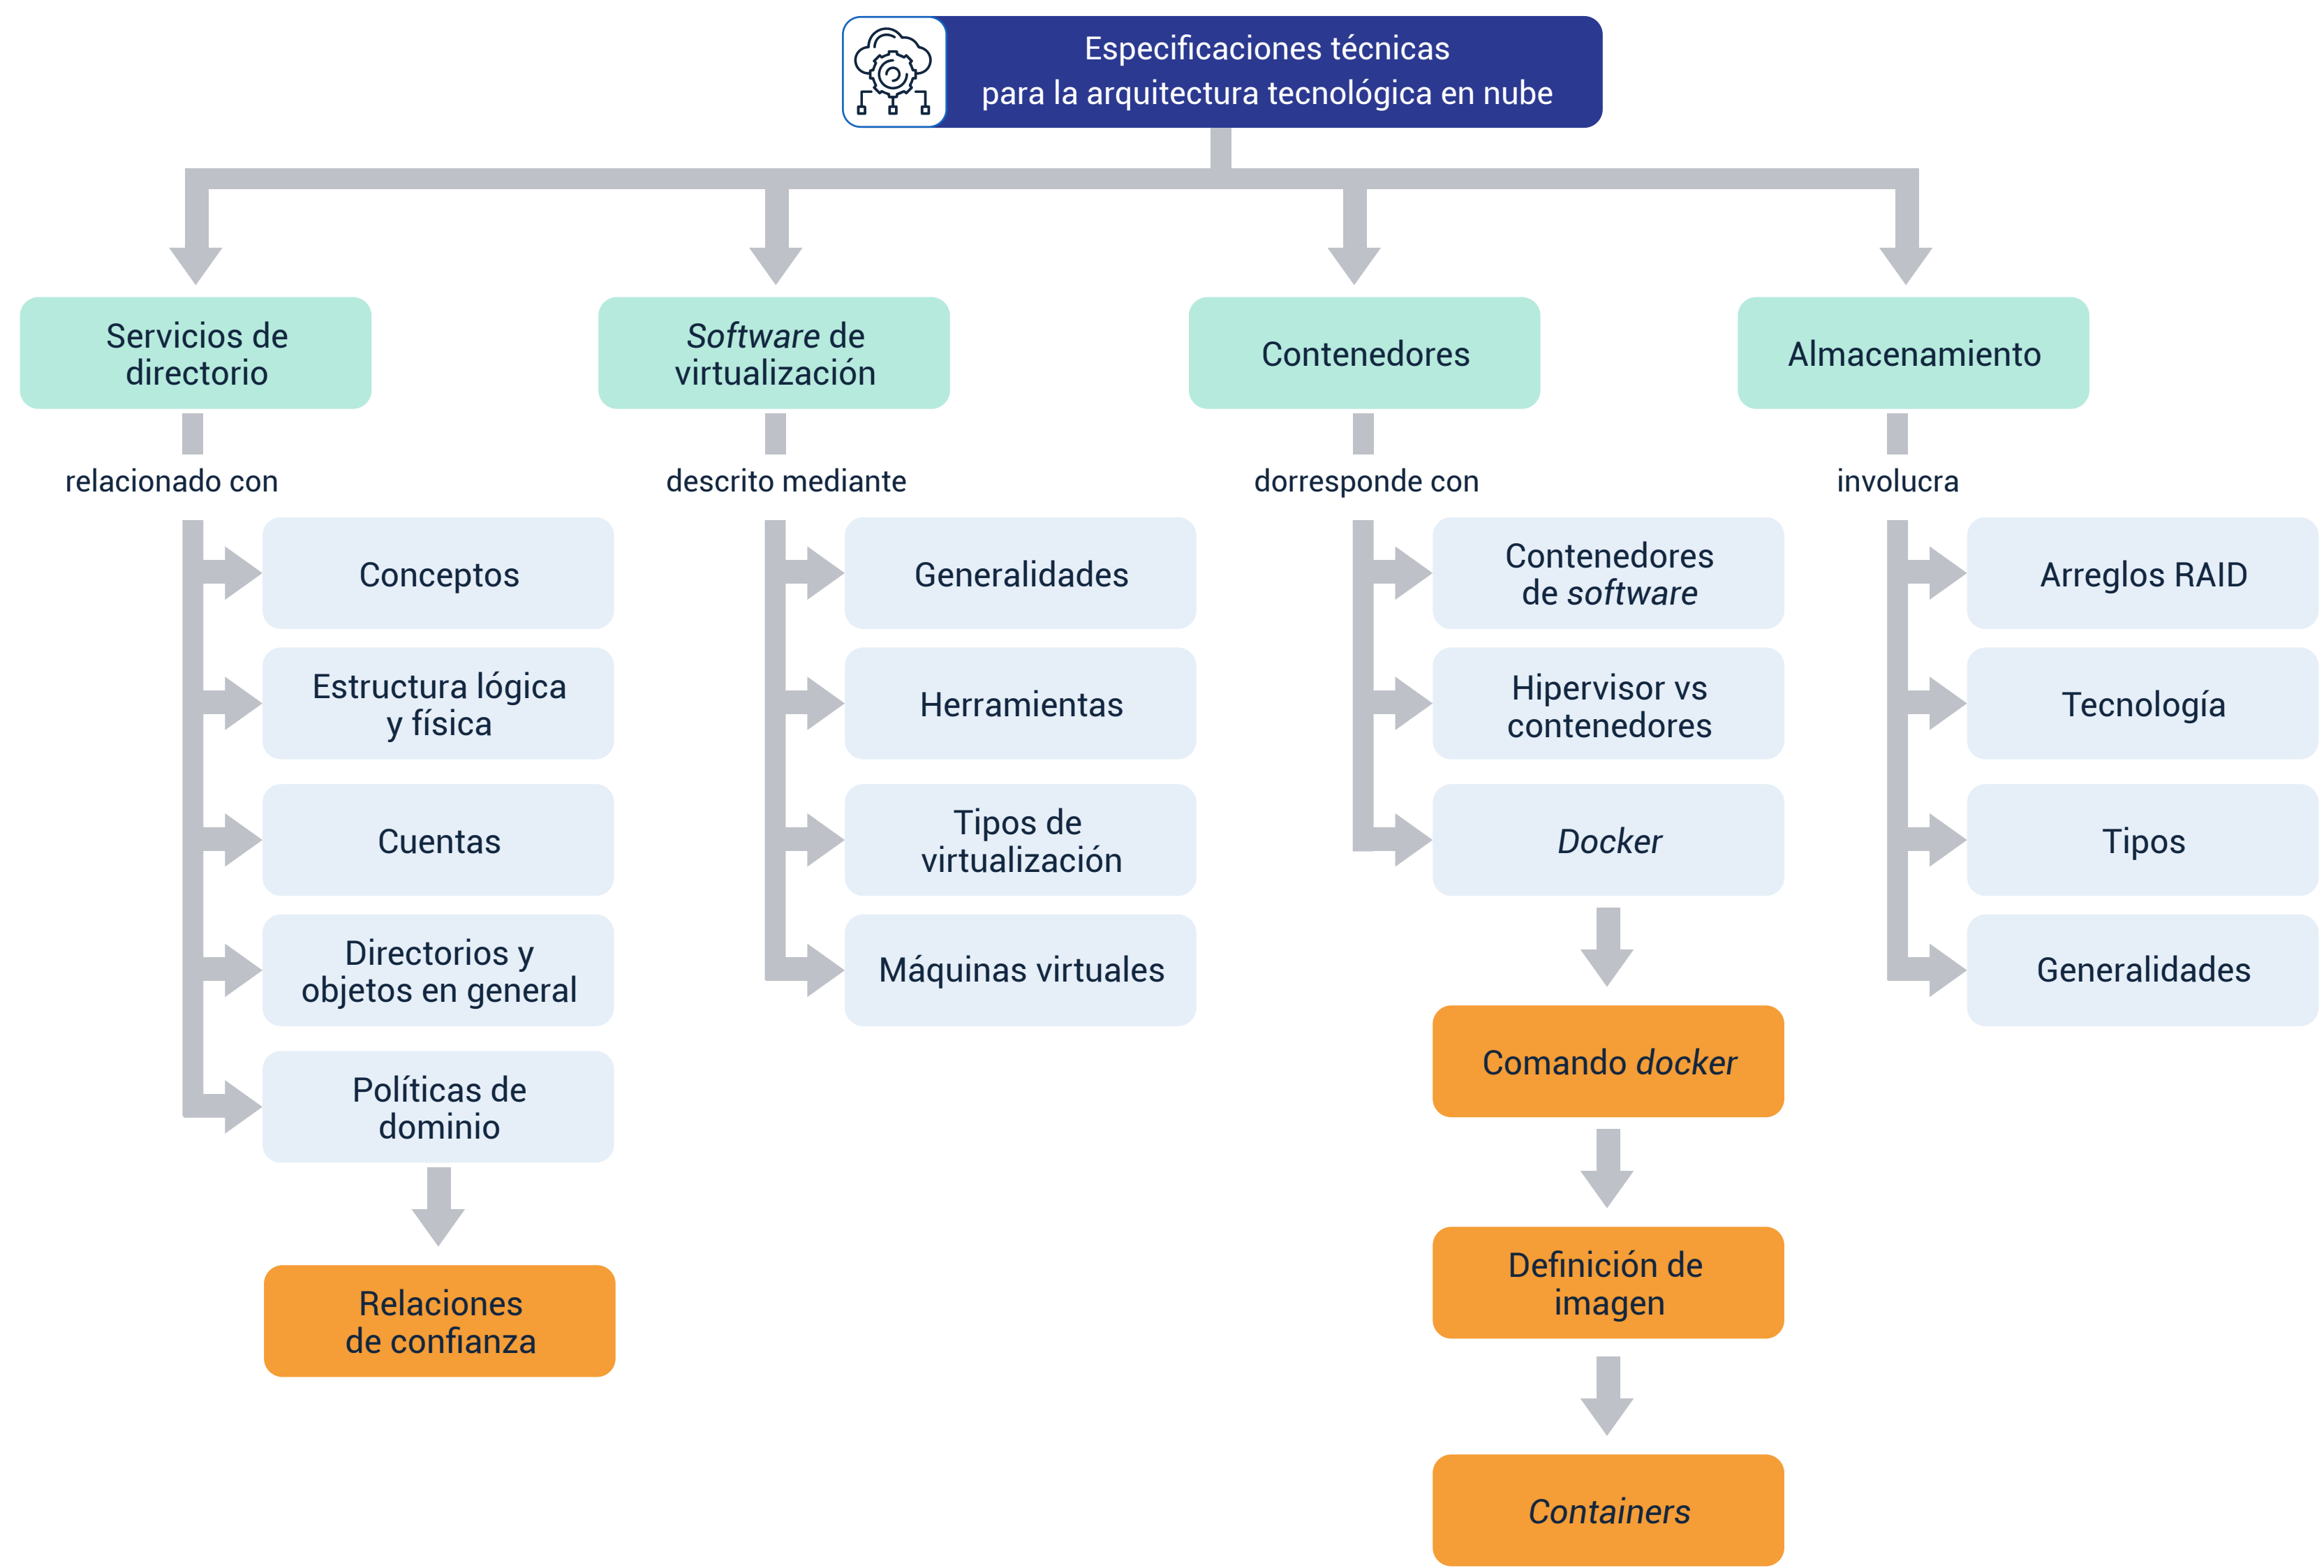 Especificaciones técnicas
para la arquitectura tecnológica en nube
Servicios de
directorio
relacionado con
Conceptos
Estructura lógica
y física
Cuentas
Directorios y
objetos en general
Políticas de
dominio
Relaciones
de confianza
Software de
virtualización
descrito mediante
Generalidades
Herramientas
Tipos de
virtualización
Máquinas virtuales
Contenedores
dorresponde con
Contenedores
de software
Hipervisor vs
contenedores
Docker
Comando docker
Definición de
imagen
Containers
Almacenamiento
involucra
Arreglos RAID
Tecnología
Tipos
Generalidades